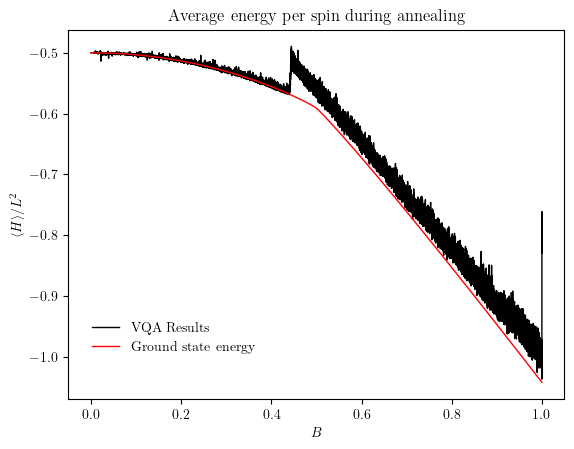 Average energy per spin during annealing
⟨H⟩/L²
−0.5
−0.6
−0.7
−0.8
−0.9
−1.0
VQA Results
Ground state energy
0.0 0.2 0.4 0.6 0.8 1.0
B